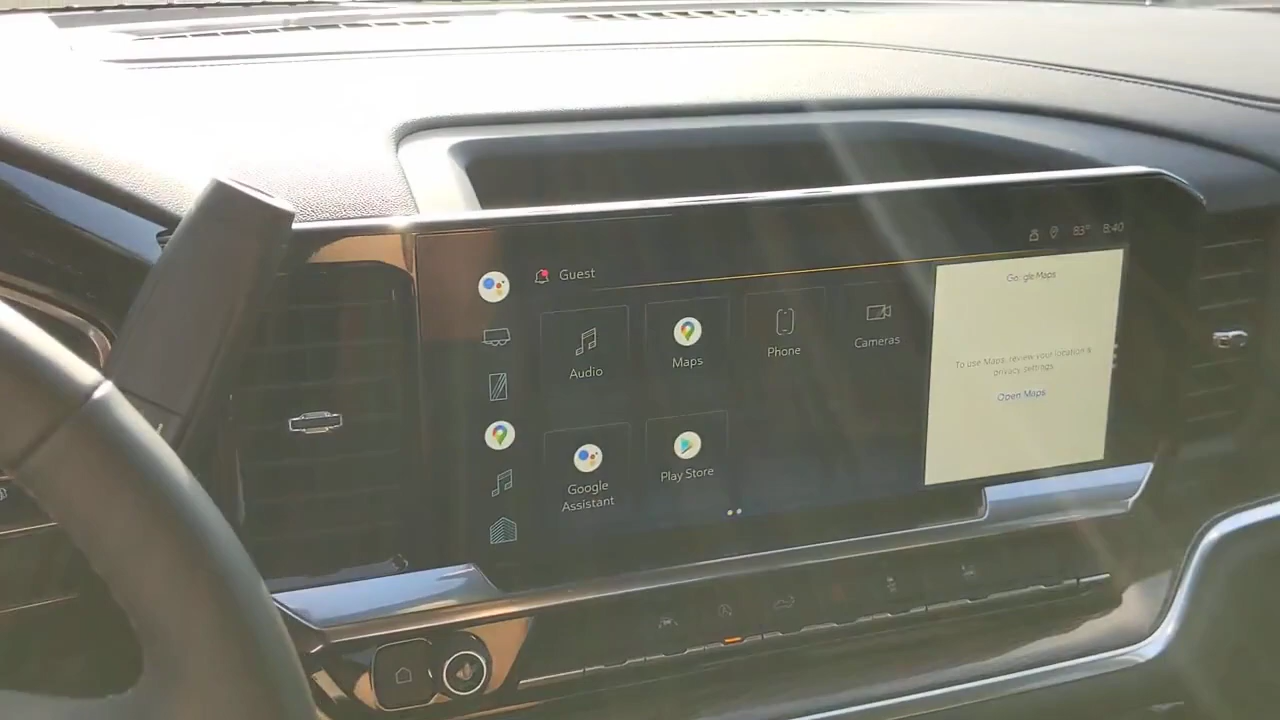 83° 8:40
Guest
Google Maps
Audio
Maps
Phone
Cameras
To use Maps, review your location &
privacy settings.
Open Maps
Google
Assistant
Play Store